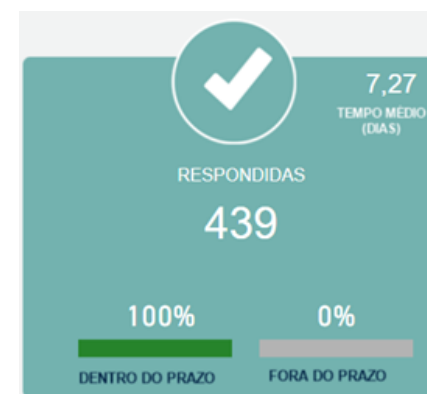 7,27
TEMPO MÉDIO
(DIAS)
RESPONDIDAS
439
100%
0%
DENTRO DO PRAZO
FORA DO PRAZO